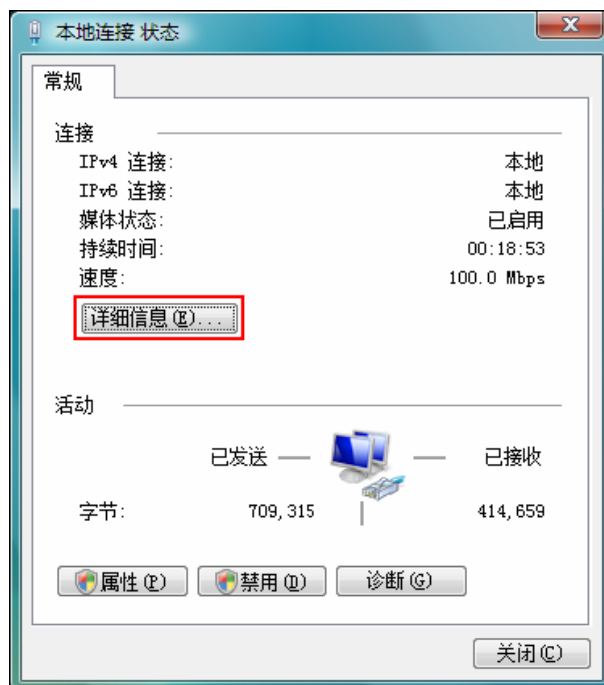 本地连接 状态
常规
连接
IPv4 连接: 本地
IPv6 连接: 本地
媒体状态: 已启用
持续时间: 00:18:53
速度: 100.0 Mbps
详细信息(E)...
活动
已发送 — — 已接收
字节: 709,315 | 414,659
属性(P) 禁用(D) 诊断(G)
关闭(C)